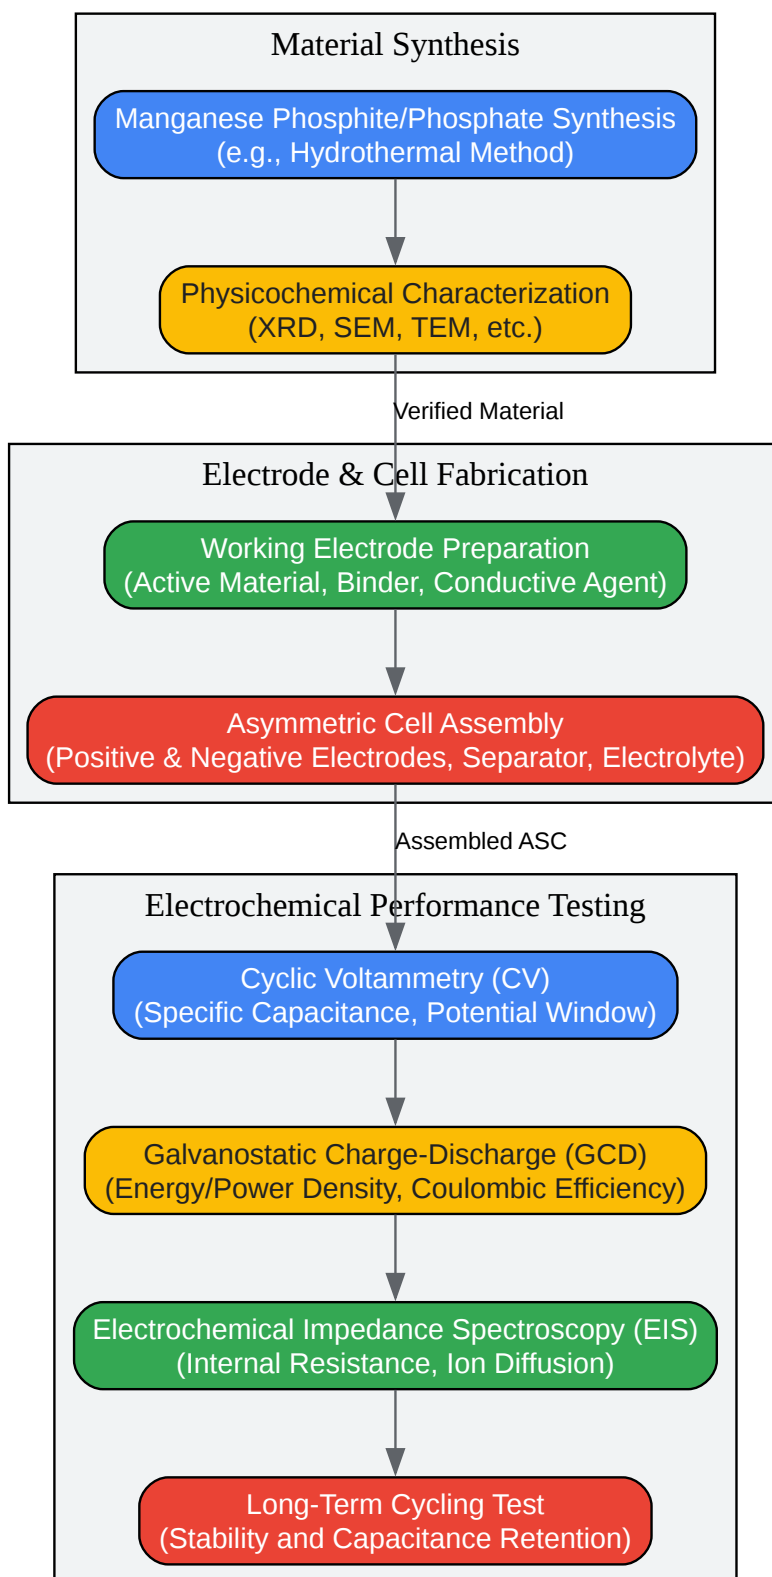 Material Synthesis
Manganese Phosphite/Phosphate Synthesis
(e.g., Hydrothermal Method)
Physicochemical Characterization
(XRD, SEM, TEM, etc.)
Verified Material
Electrode & Cell Fabrication
Working Electrode Preparation
(Active Material, Binder, Conductive Agent)
Asymmetric Cell Assembly
(Positive & Negative Electrodes, Separator, Electrolyte)
Assembled ASC
Electrochemical Performance Testing
Cyclic Voltammetry (CV)
(Specific Capacitance, Potential Window)
Galvanostatic Charge-Discharge (GCD)
(Energy/Power Density, Coulombic Efficiency)
Electrochemical Impedance Spectroscopy (EIS)
(Internal Resistance, Ion Diffusion)
Long-Term Cycling Test
(Stability and Capacitance Retention)